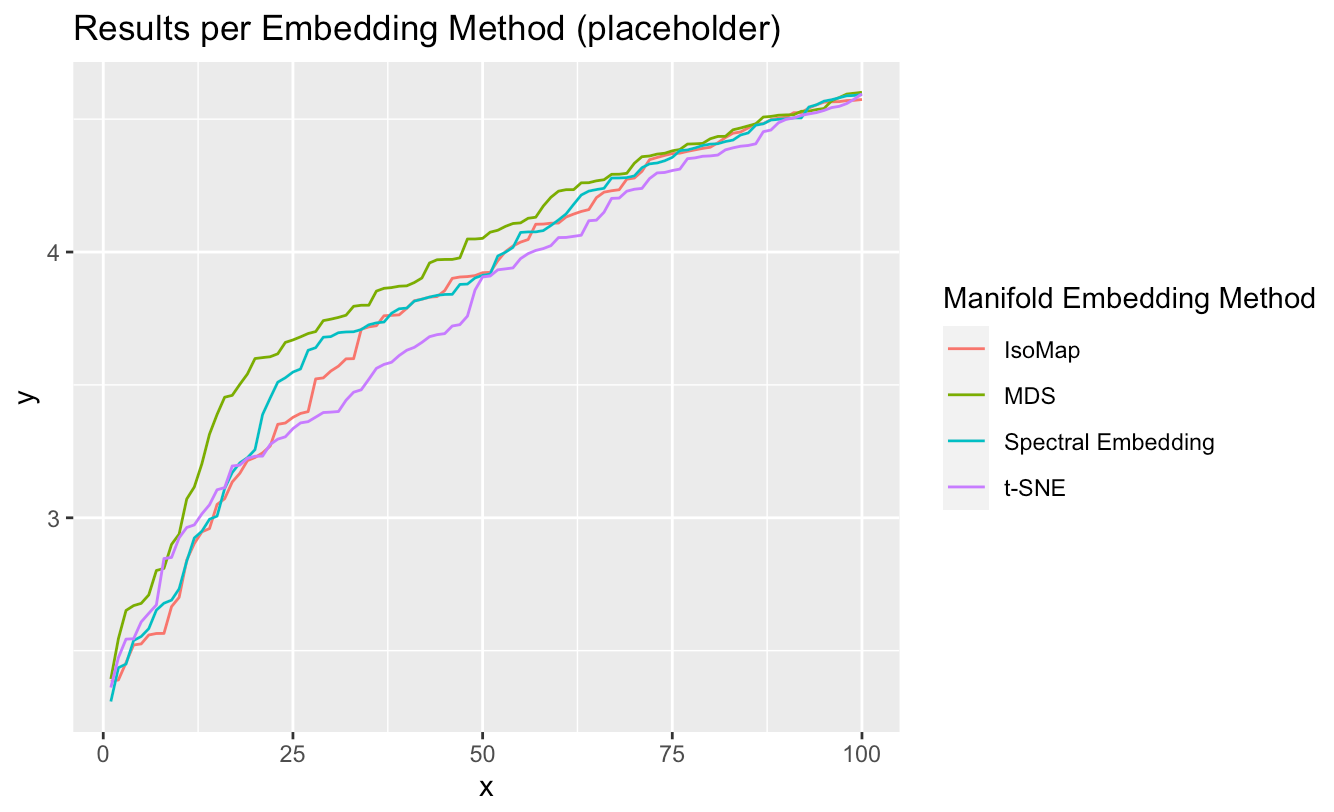 Results per Embedding Method (placeholder)
4
3
y
0 25 50 75 100
x
Manifold Embedding Method
IsoMap
MDS
Spectral Embedding
t-SNE